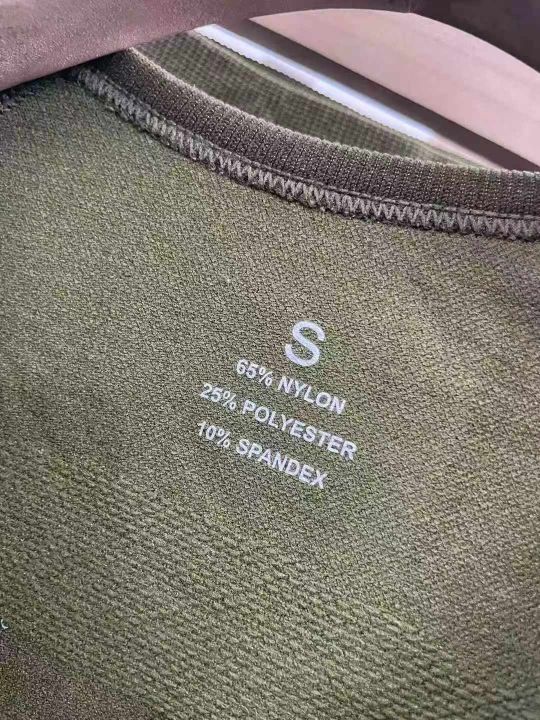 S
65% NYLON
25% POLYESTER
10% SPANDEX